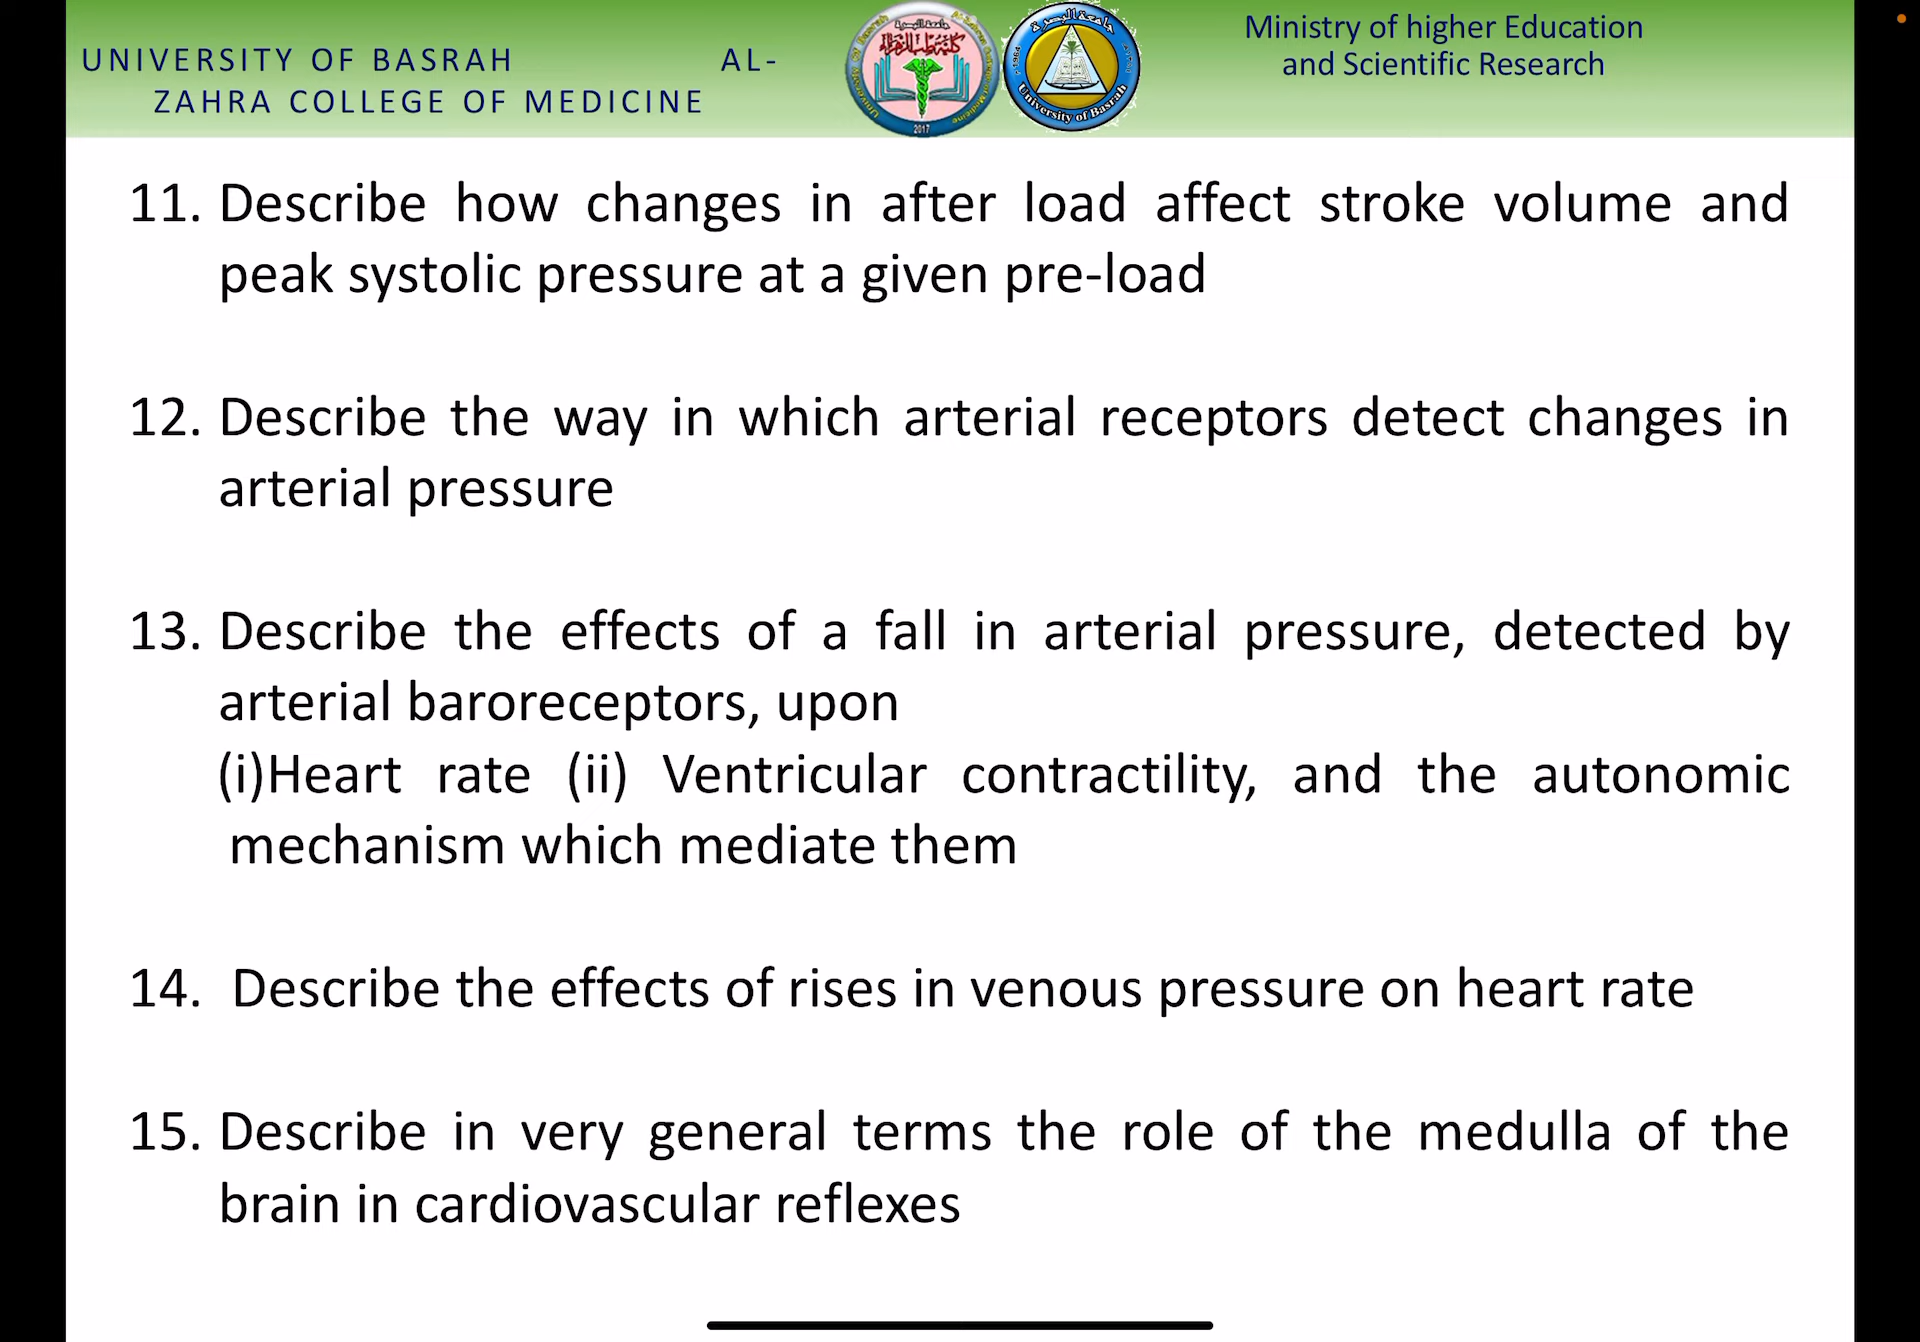 UNIVERSITY OF BASRAH AL-
ZAHRA COLLEGE OF MEDICINE
كلية طب الزهراء
2017
جامعة البصرة
University of Basrah
Ministry of higher Education
and Scientific Research
11. Describe how changes in after load affect stroke volume and
peak systolic pressure at a given pre-load
12. Describe the way in which arterial receptors detect changes in
arterial pressure
13. Describe the effects of a fall in arterial pressure, detected by
arterial baroreceptors, upon
(i)Heart rate (ii) Ventricular contractility, and the autonomic
mechanism which mediate them
14. Describe the effects of rises in venous pressure on heart rate
15. Describe in very general terms the role of the medulla of the
brain in cardiovascular reflexes